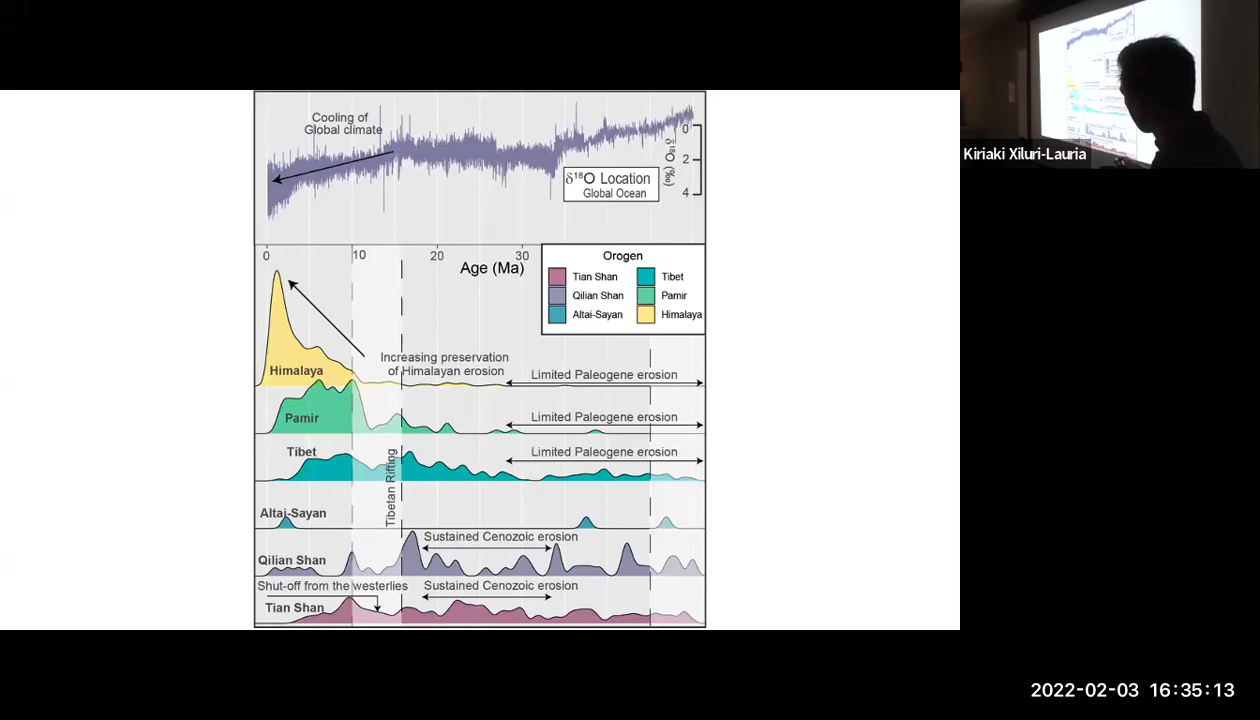 Cooling of
Global climate
0
2
4
δ¹⁸O (‰)
δ¹⁸O Location
Global Ocean
0
10
20
30
Age (Ma)
Orogen
Tian Shan
Tibet
Qilian Shan
Pamir
Altai-Sayan
Himalaya
Increasing preservation
of Himalayan erosion
Himalaya
Limited Paleogene erosion
Pamir
Limited Paleogene erosion
Tibet
Limited Paleogene erosion
Tibetan Rifting
Altai-Sayan
Sustained Cenozoic erosion
Qilian Shan
Shut-off from the westerlies
Sustained Cenozoic erosion
Tian Shan
Kiriaki Xiluri-Lauria
2022-02-03 16:35:13